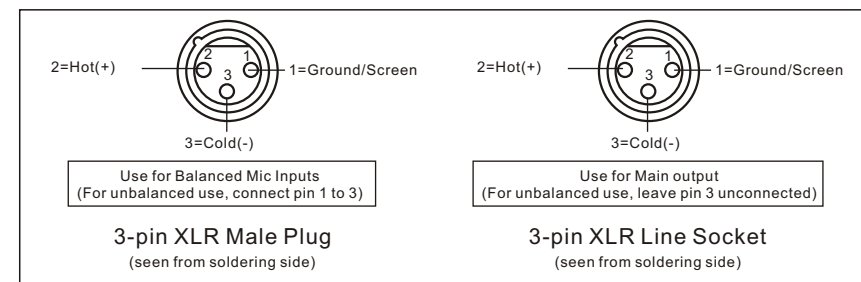 2=Hot(+)
2
1
3
1=Ground/Screen
3=Cold(-)
Use for Balanced Mic Inputs
(For unbalanced use, connect pin 1 to 3)
3-pin XLR Male Plug
(seen from soldering side)
2=Hot(+)
2
1
3
1=Ground/Screen
3=Cold(-)
Use for Main output
(For unbalanced use, leave pin 3 unconnected)
3-pin XLR Line Socket
(seen from soldering side)